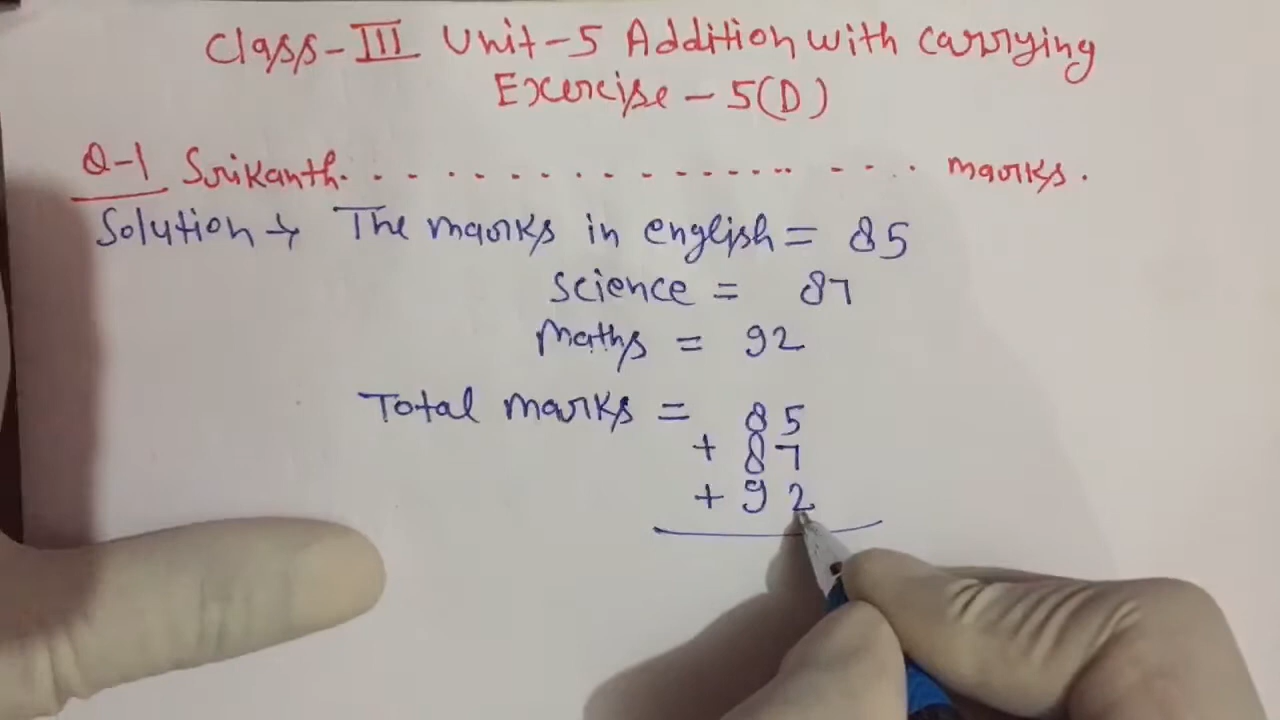 Class-III Unit-5 Addition with carrying
Exercise - 5(D)
Q-1 Srikanth. . . . . . . . . . . . . . . . . . . . marks.
Solution → The marks in english = 85
science = 87
maths = 92
Total marks = 85
+ 87
+ 92